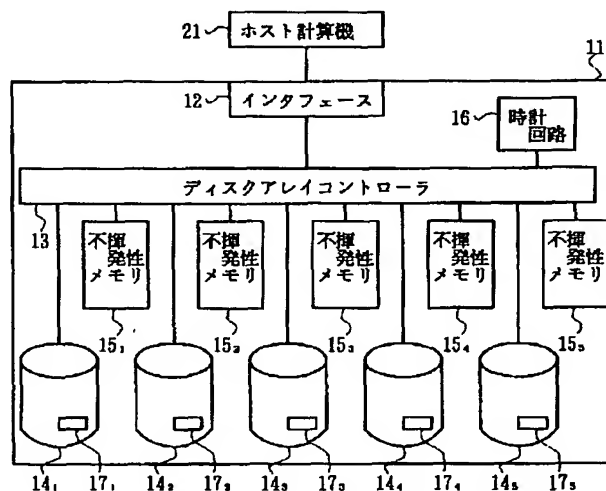 21
ホスト計算機
11
12
インタフェース
16
時計
回路
ディスクアレイコントローラ
13
不揮
発性
メモリ
不揮
発性
メモリ
不揮
発性
メモリ
不揮
発性
メモリ
不揮
発性
メモリ
15₁
15₂
15₃
15₄
15₅
14₁
17₁
14₂
17₂
14₃
17₃
14₄
17₄
14₅
17₅